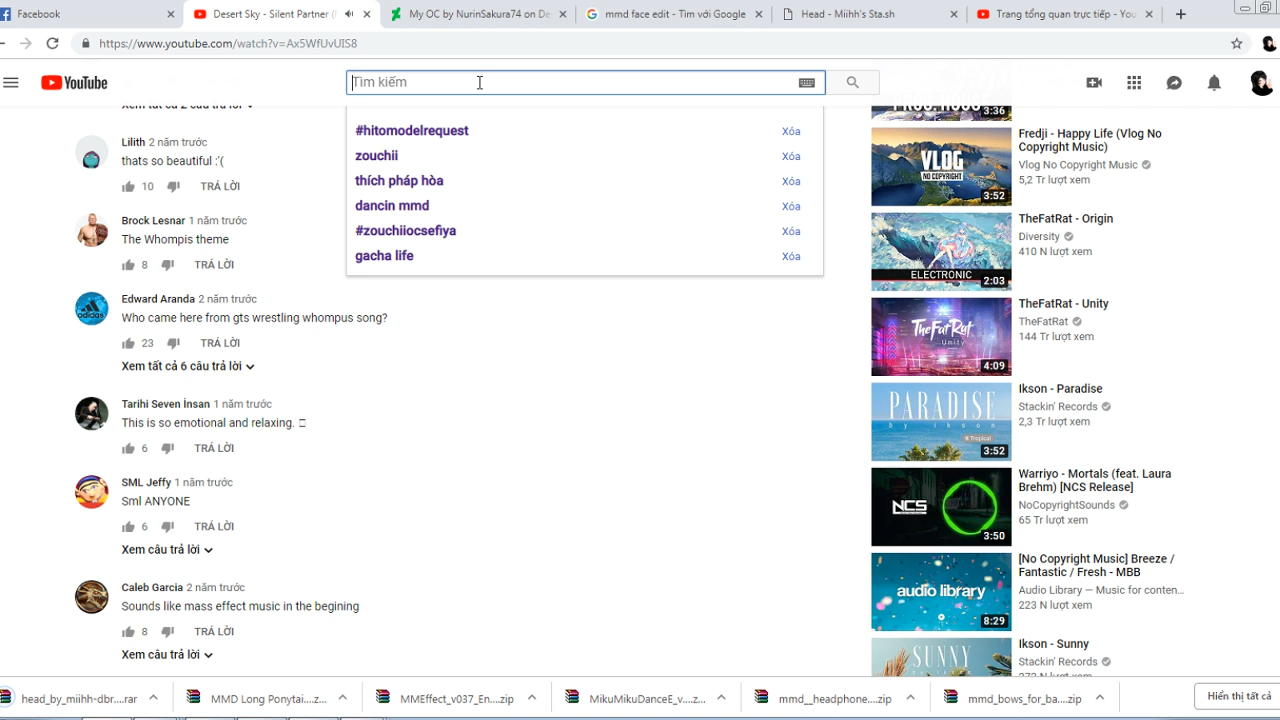 Facebook
Desert Sky - Silent Partner (
My OC by NurinSakura74 on D
mmd face edit - Tìm với Google
Head - Miihh's Sta.sh
Trang tổng quan trực tiếp - You
https://www.youtube.com/watch?v=Ax5WfUvUIS8
YouTube
Tìm kiếm
#hitomodelrequest Xóa
zouchii Xóa
thích pháp hòa Xóa
dancin mmd Xóa
#zouchiiocsefiya Xóa
gacha life Xóa
Xem tất cả 2 câu trả lời
Lilith 2 năm trước
thats so beautiful :'(
10 TRẢ LỜI
Brock Lesnar 1 năm trước
The Whompis theme
8 TRẢ LỜI
Edward Aranda 2 năm trước
Who came here from gts wrestling whompus song?
23 TRẢ LỜI
Xem tất cả 6 câu trả lời
Tarihi Seven İnsan 1 năm trước
This is so emotional and relaxing.
6 TRẢ LỜI
SML Jeffy 1 năm trước
Sml ANYONE
6 TRẢ LỜI
Xem câu trả lời
Caleb Garcia 2 năm trước
Sounds like mass effect music in the begining
8 TRẢ LỜI
Xem câu trả lời
3:36
VLOG
NO COPYRIGHT
3:52
Fredji - Happy Life (Vlog No
Copyright Music)
Vlog No Copyright Music
5,2 Tr lượt xem
ELECTRONIC
2:03
TheFatRat - Origin
Diversity
410 N lượt xem
TheFatRat
Unity
4:09
TheFatRat - Unity
TheFatRat
144 Tr lượt xem
PARADISE
by ikson
Tropical
3:52
Ikson - Paradise
Stackin' Records
2,3 Tr lượt xem
NCS
3:50
Warriyo - Mortals (feat. Laura
Brehm) [NCS Release]
NoCopyrightSounds
65 Tr lượt xem
audio library
8:29
[No Copyright Music] Breeze /
Fantastic / Fresh - MBB
Audio Library — Music for conten...
223 N lượt xem
SUNNY
Ikson - Sunny
Stackin' Records
head_by_miihh-dbr....rar
MMD Long Ponytai....z...
MMEffect_v037_En....zip
MikuMikuDanceE_v....z...
mmd__headphone....zip
mmd_bows_for_ba....zip
Hiển thị tất cả